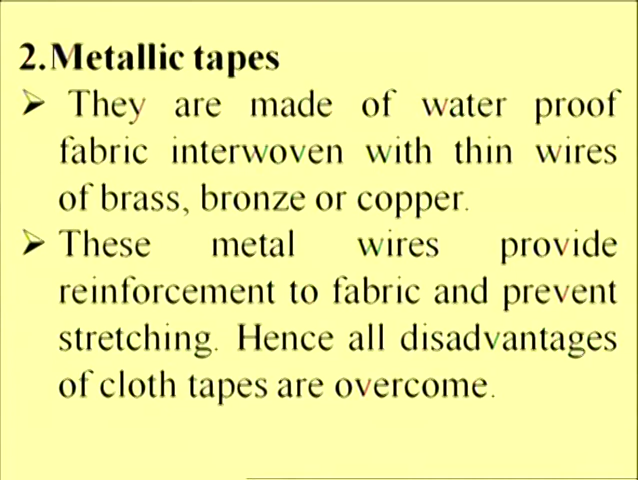 2.Metallic tapes
➢ They are made of water proof
fabric interwoven with thin wires
of brass, bronze or copper.
➢ These metal wires provide
reinforcement to fabric and prevent
stretching. Hence all disadvantages
of cloth tapes are overcome.